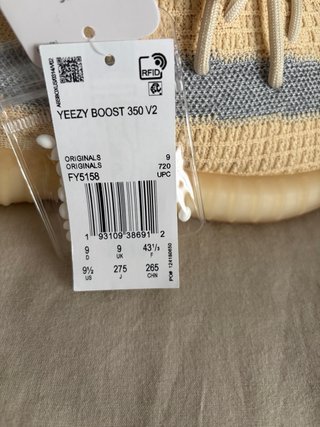 RFID
YEEZY BOOST 350 V2
ORIGINALS 9
ORIGINALS 720
FY5158 UPC
1 93109 38691 2
9 9 43¹/₃
D UK F
9½ 275 265
US J CHN